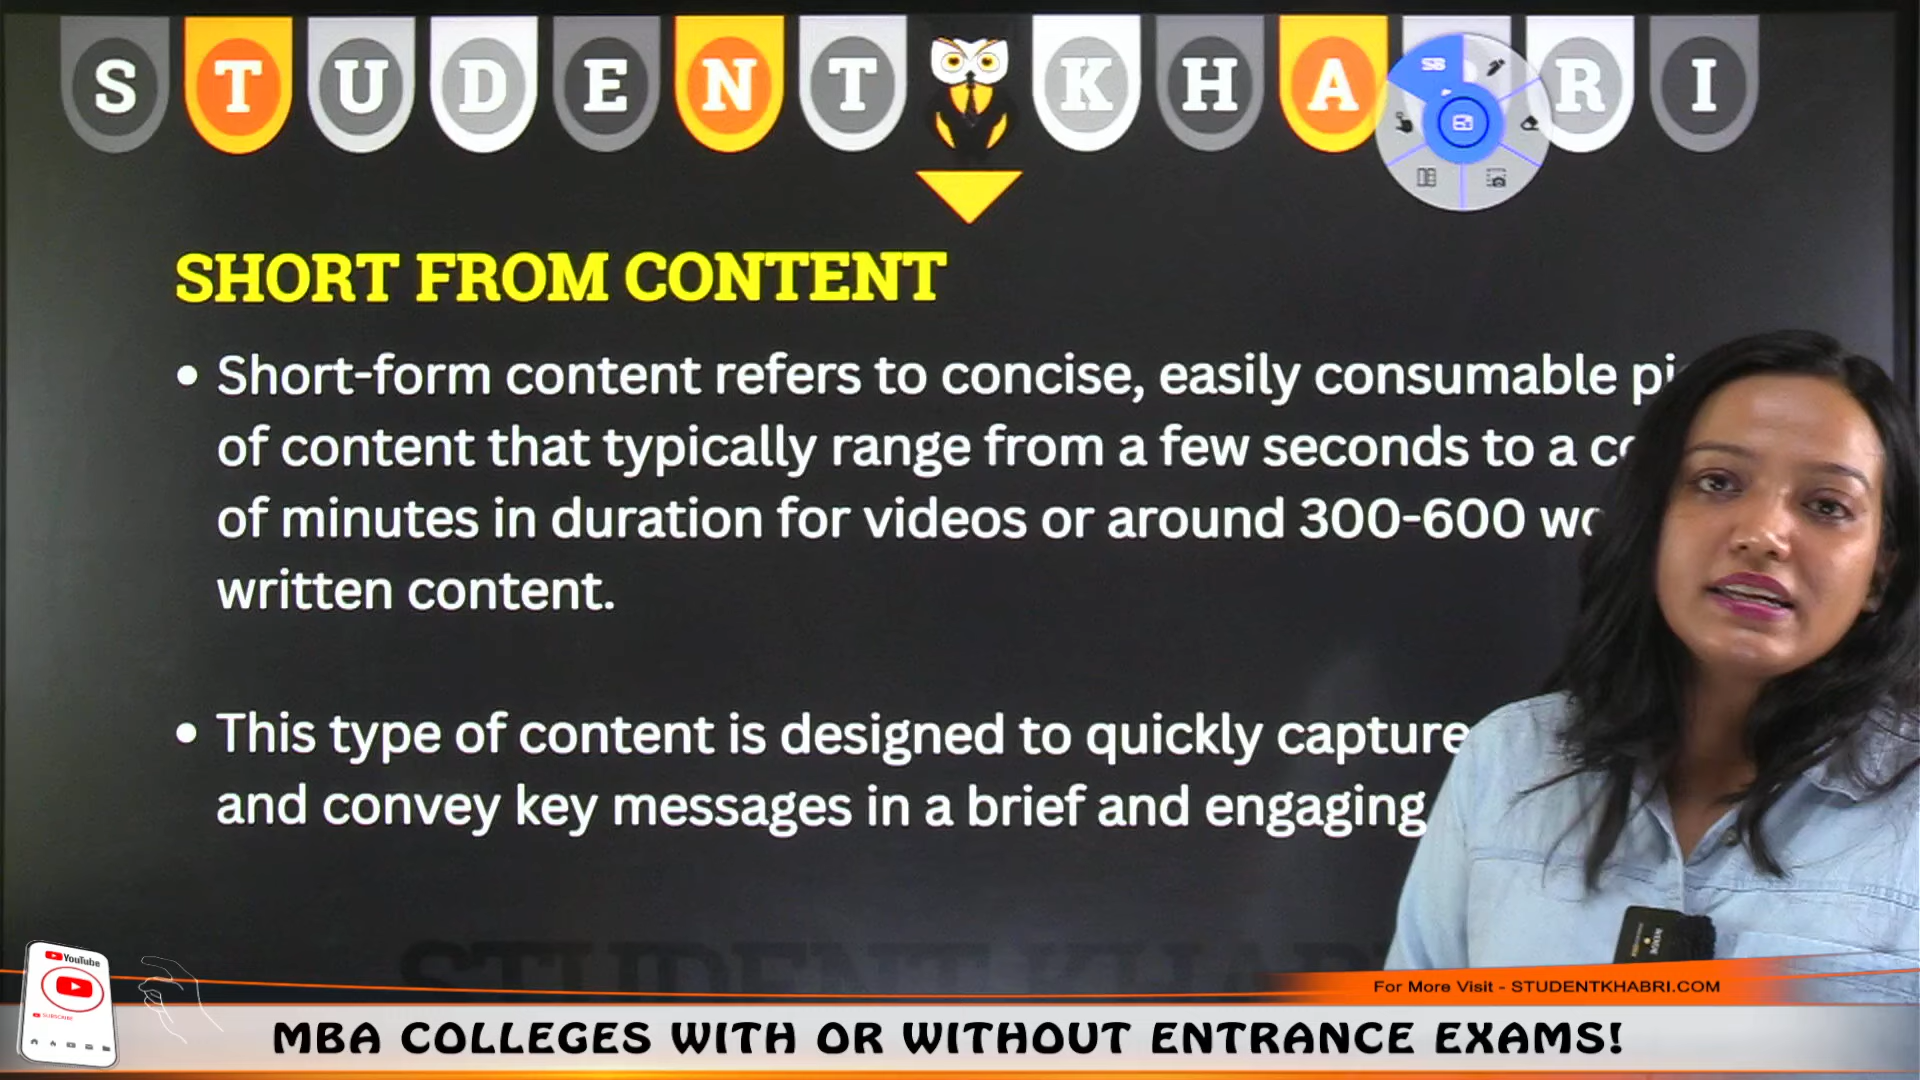 STUDENT KHARI
SHORT FROM CONTENT
• Short-form content refers to concise, easily consumable
of content that typically range from a few seconds to a
of minutes in duration for videos or around 300-600
written content.
• This type of content is designed to quickly capture
and convey key messages in a brief and engaging
YouTube
SUBSCRIBE
For More Visit - STUDENTKHABRI.COM
MBA COLLEGES WITH OR WITHOUT ENTRANCE EXAMS!